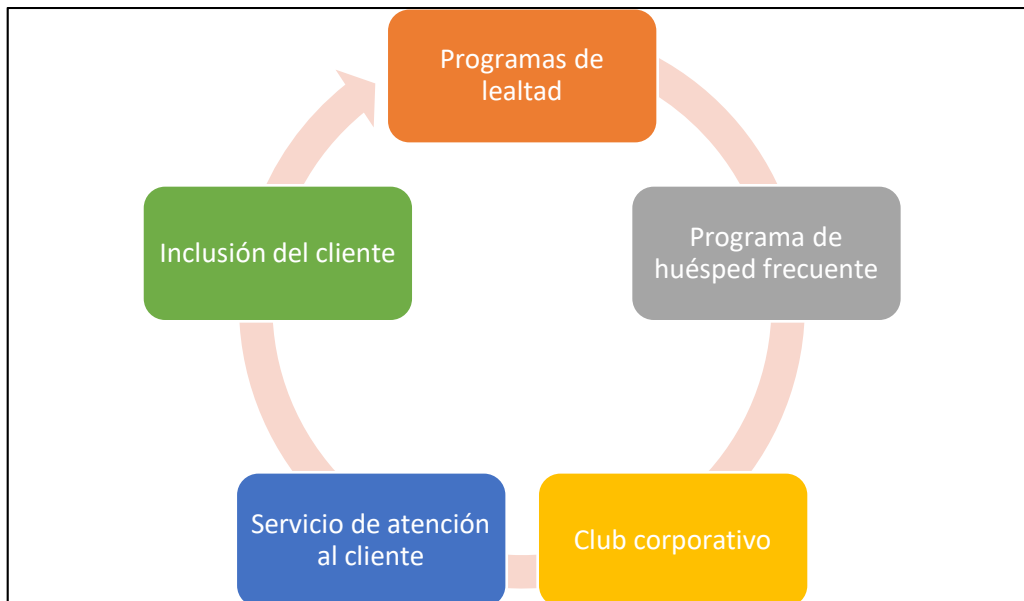 Programas de
lealtad
Programa de
huésped frecuente
Club corporativo
Servicio de atención
al cliente
Inclusión del cliente